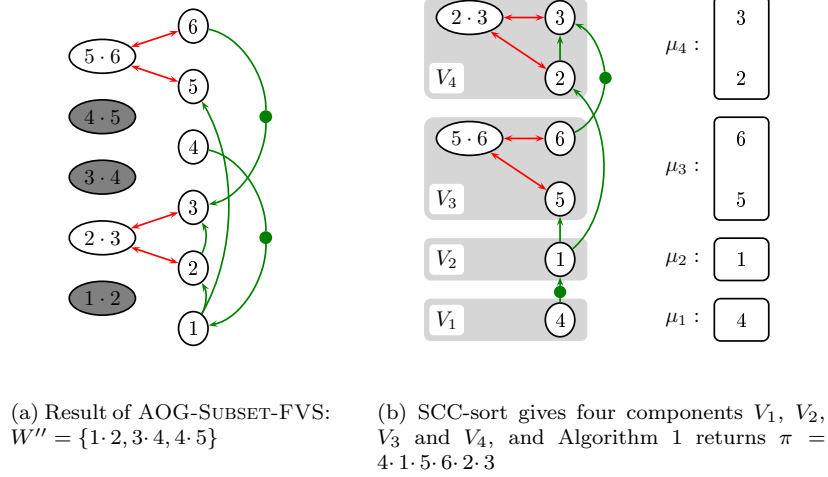 6
5 · 6
5
4 · 5
4
3 · 4
3
2 · 3
2
1 · 2
1
2 · 3
3
V₄
2
5 · 6
6
V₃
5
V₂
1
V₁
4
μ₄ :
3
2
μ₃ :
6
5
μ₂ :
1
μ₁ :
4
(a) Result of AOG-Subset-FVS:
W′′ = {1· 2, 3· 4, 4· 5}
(b) SCC-sort gives four components V₁, V₂,
V₃ and V₄, and Algorithm 1 returns π =
4· 1· 5· 6· 2· 3